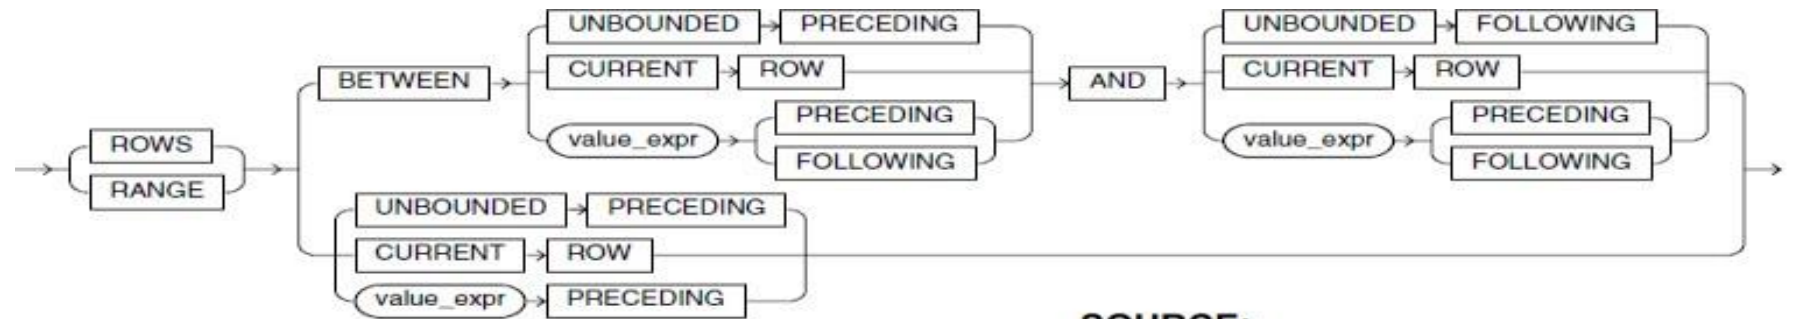 UNBOUNDED PRECEDING
UNBOUNDED FOLLOWING
BETWEEN
CURRENT ROW
AND
CURRENT ROW
value_expr
PRECEDING
FOLLOWING
value_expr
PRECEDING
FOLLOWING
ROWS
RANGE
UNBOUNDED PRECEDING
CURRENT ROW
value_expr PRECEDING